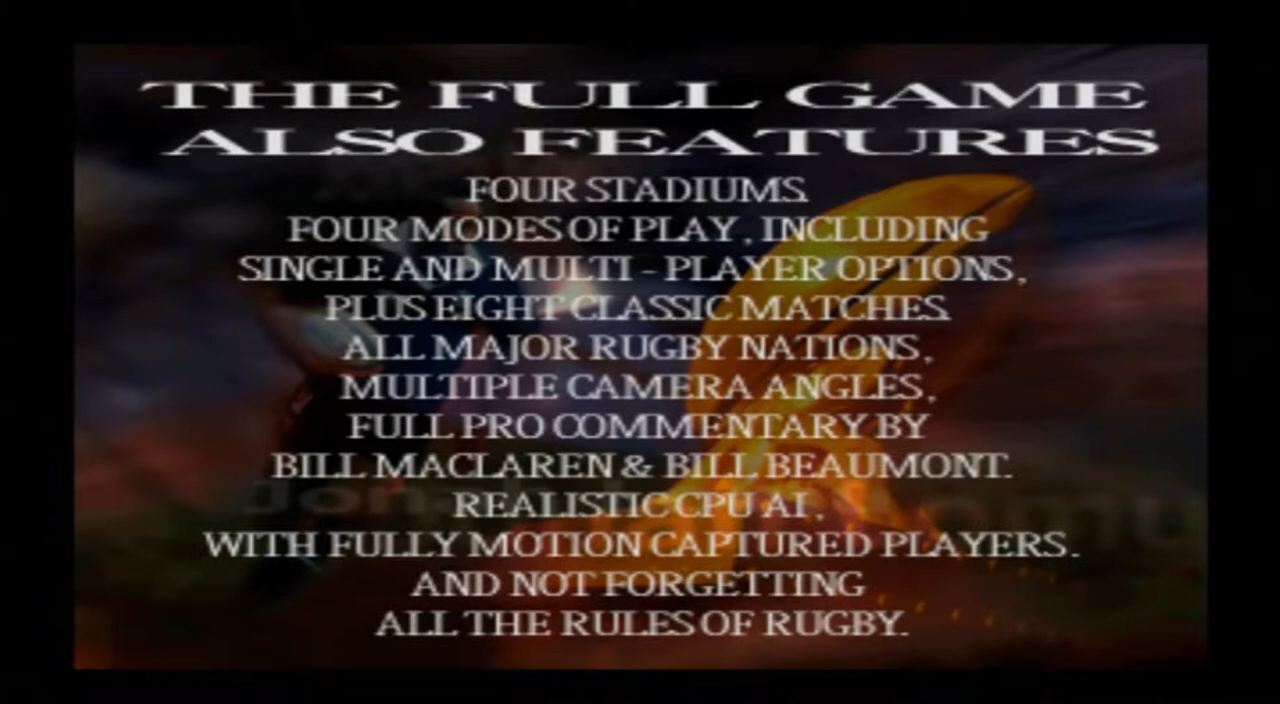 THE FULL GAME
ALSO FEATURES
FOUR STADIUMS.
FOUR MODES OF PLAY, INCLUDING
SINGLE AND MULTI-PLAYER OPTIONS,
PLUS EIGHT CLASSIC MATCHES.
ALL MAJOR RUGBY NATIONS,
MULTIPLE CAMERA ANGLES,
FULL PRO COMMENTARY BY
BILL MACLAREN & BILL BEAUMONT.
REALISTIC CPU AI,
WITH FULLY MOTION CAPTURED PLAYERS.
AND NOT FORGETTING
ALL THE RULES OF RUGBY.